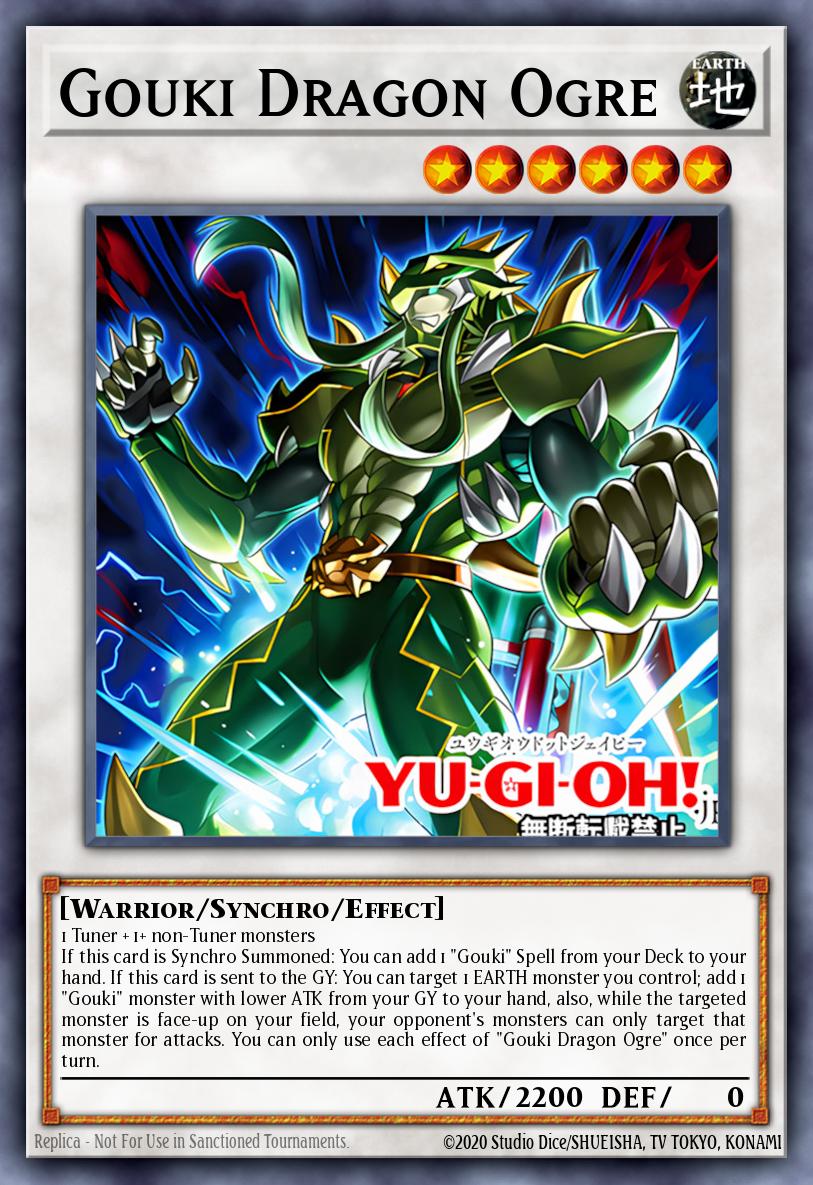 Gouki Dragon Ogre
EARTH
地
ユウギオウドットジェイピー
YU-GI-OH!
.jp
無断転載禁止
[Warrior/Synchro/Effect]
1 Tuner + 1+ non-Tuner monsters
If this card is Synchro Summoned: You can add 1 "Gouki" Spell from your Deck to your
hand. If this card is sent to the GY: You can target 1 EARTH monster you control; add 1
"Gouki" monster with lower ATK from your GY to your hand, also, while the targeted
monster is face-up on your field, your opponent's monsters can only target that
monster for attacks. You can only use each effect of "Gouki Dragon Ogre" once per
turn.
ATK/2200 DEF/ 0
Replica - Not For Use in Sanctioned Tournaments.
©2020 Studio Dice/SHUEISHA, TV TOKYO, KONAMI